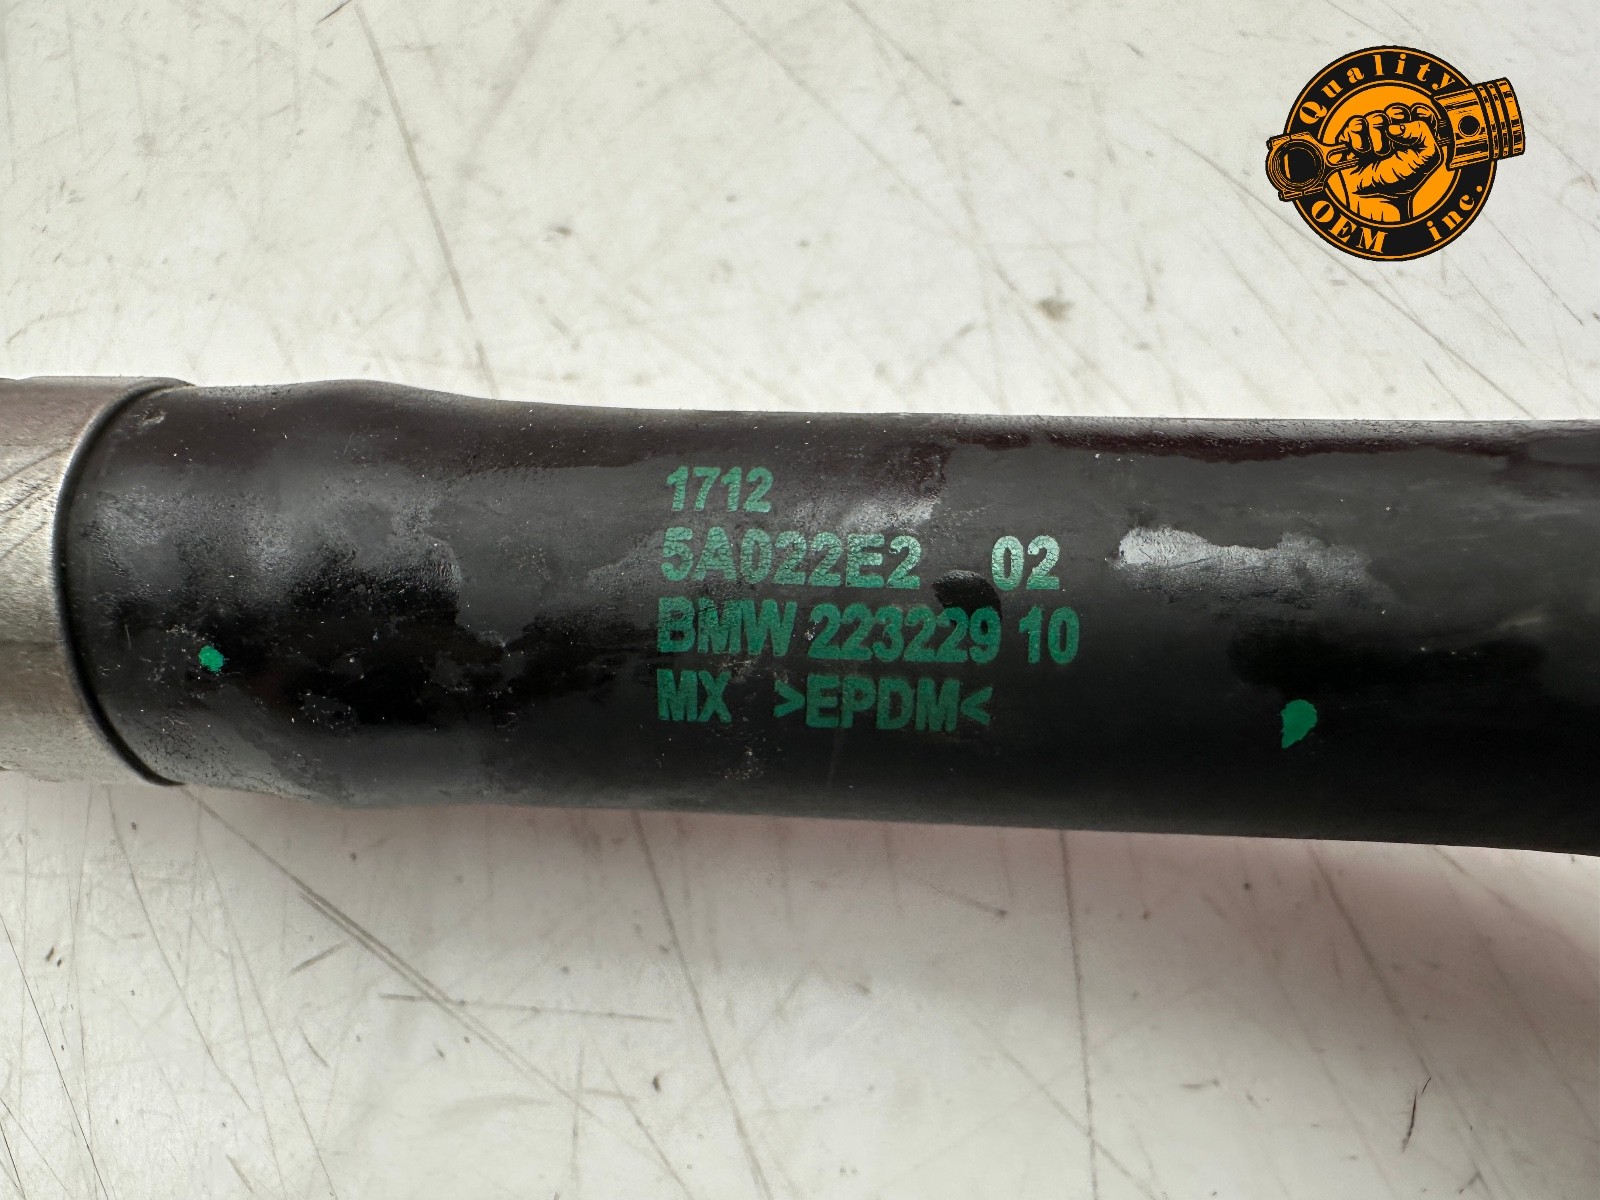 Quality
OEM inc.
1712
5A022E2 02
BMW 223229 10
MX >EPDM<